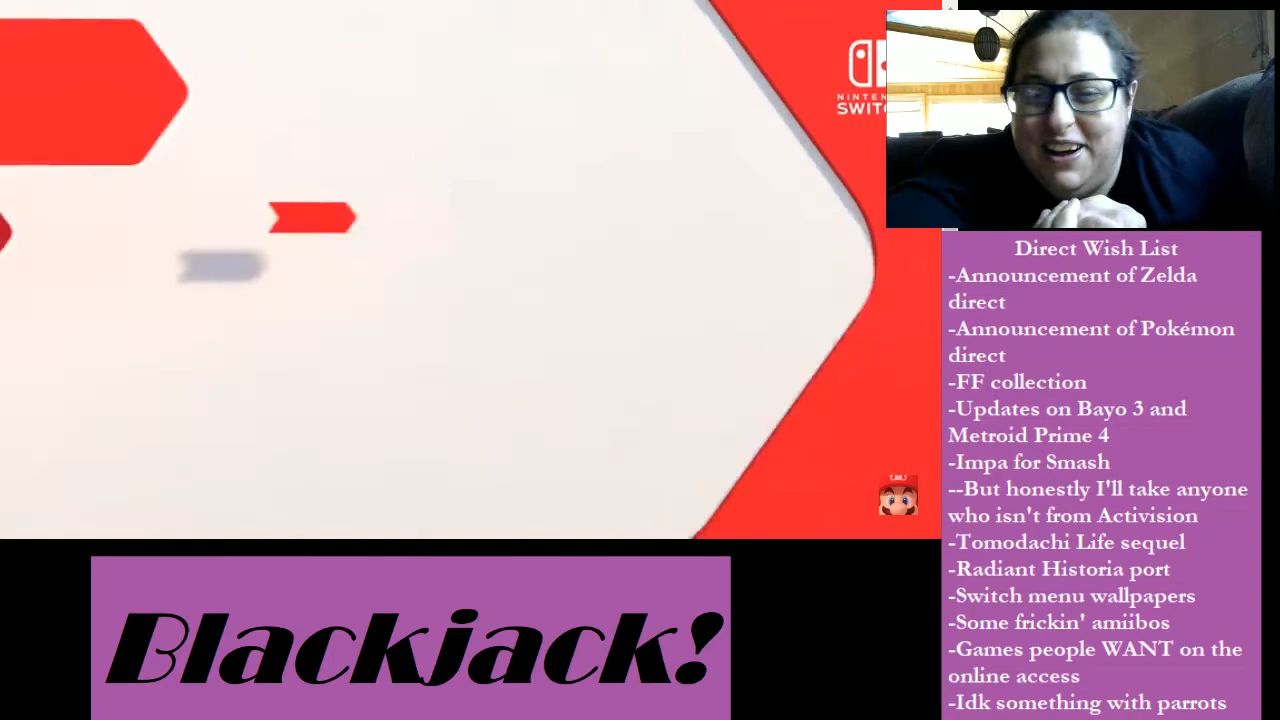 NINTEN
SWITC
Direct Wish List
-Announcement of Zelda
direct
-Announcement of Pokémon
direct
-FF collection
-Updates on Bayo 3 and
Metroid Prime 4
-Impa for Smash
--But honestly I'll take anyone
who isn't from Activision
-Tomodachi Life sequel
-Radiant Historia port
-Switch menu wallpapers
-Some frickin' amiibos
-Games people WANT on the
online access
-Idk something with parrots
Blackjack!